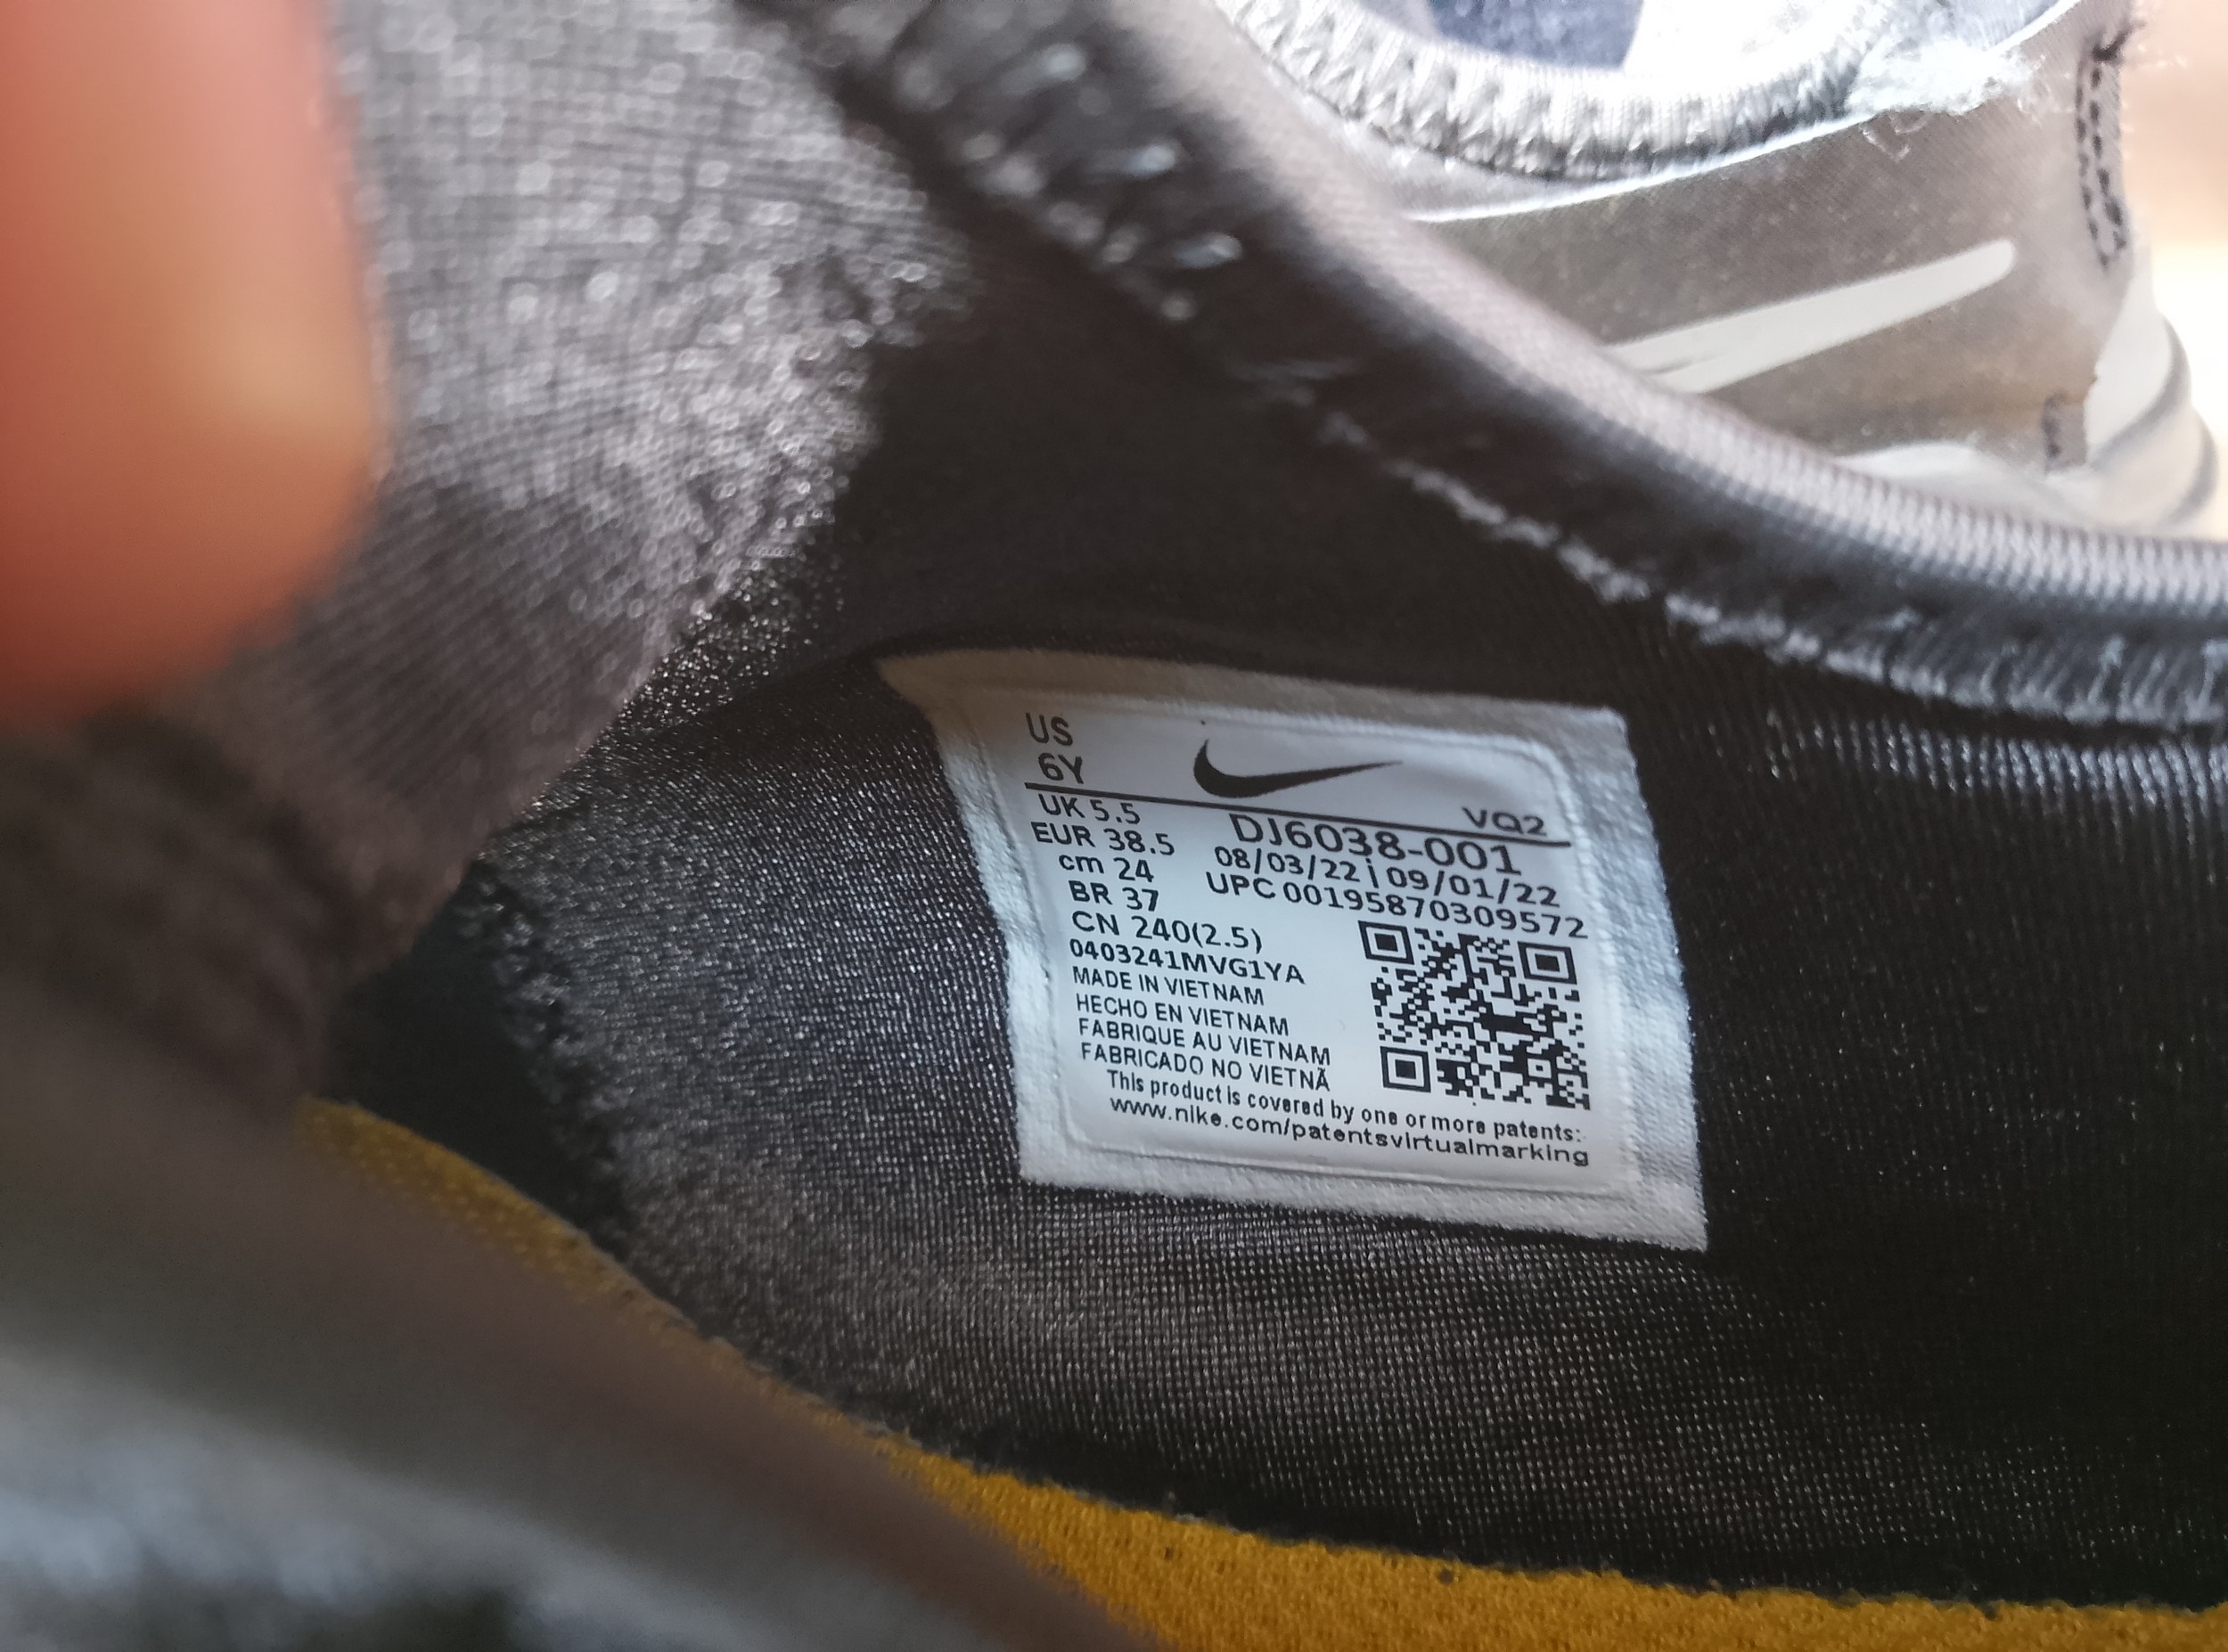 US
6Y
VQ2
UK 5.5
DJ6038-001
EUR 38.5
08/03/22 | 09/01/22
cm 24
UPC 00195870309572
BR 37
CN 240(2.5)
0403241MVG1YA
MADE IN VIETNAM
HECHO EN VIETNAM
FABRIQUE AU VIETNAM
FABRICADO NO VIETNÃ
This product is covered by one or more patents:
www.nike.com/patentsvirtualmarking